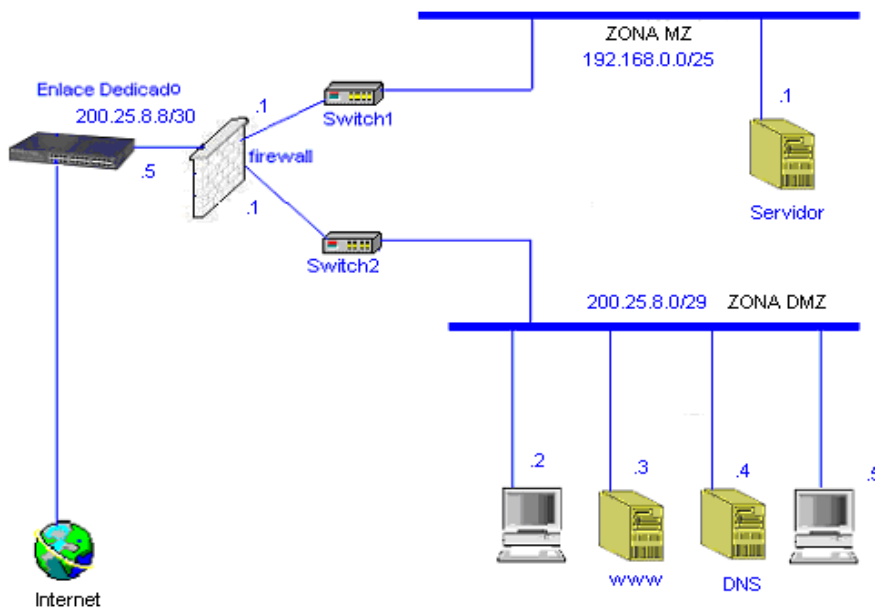 ZONA MZ
192.168.0.0/25
Enlace Dedicado
200.25.8.8/30
.1
Switch1
.1
firewall
.5
Servidor
.1
Switch2
200.25.8.0/29 ZONA DMZ
.2
.3
.4
.5
WWW
DNS
Internet